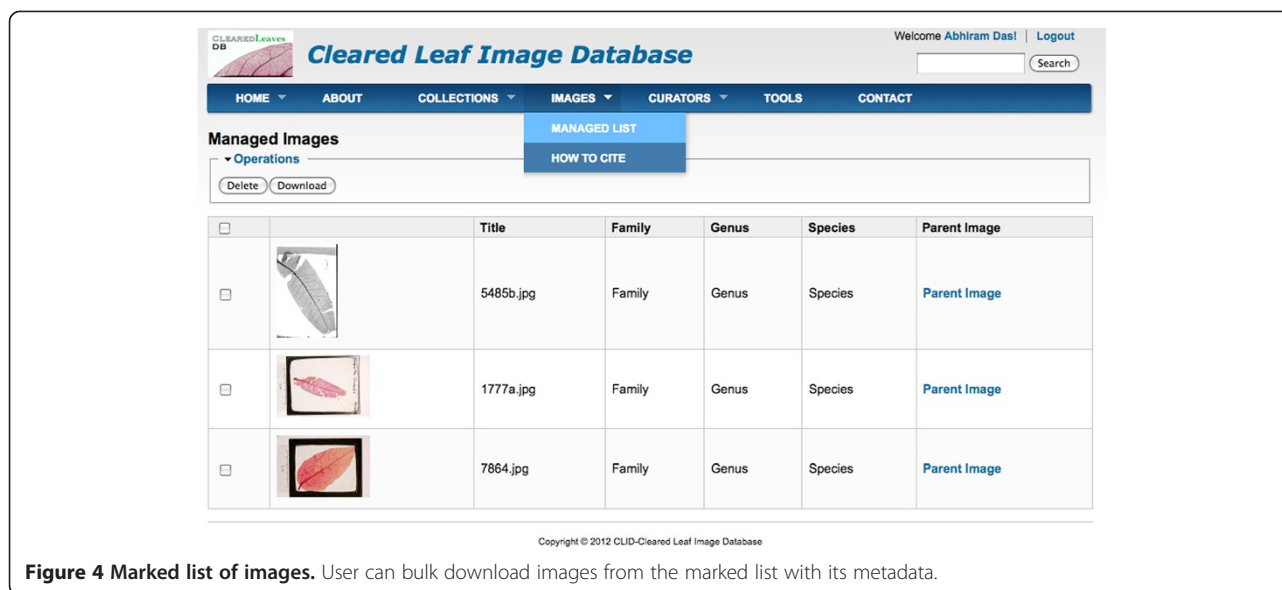 CLEAREDLeaves
DB
Cleared Leaf Image Database
Welcome Abhiram Das! | Logout
Search
HOME ABOUT COLLECTIONS IMAGES CURATORS TOOLS CONTACT
MANAGED LIST
HOW TO CITE
Managed Images
Operations
Delete Download
Title Family Genus Species Parent Image
5485b.jpg Family Genus Species Parent Image
1777a.jpg Family Genus Species Parent Image
7864.jpg Family Genus Species Parent Image
Copyright © 2012 CLID-Cleared Leaf Image Database
Figure 4 Marked list of images. User can bulk download images from the marked list with its metadata.